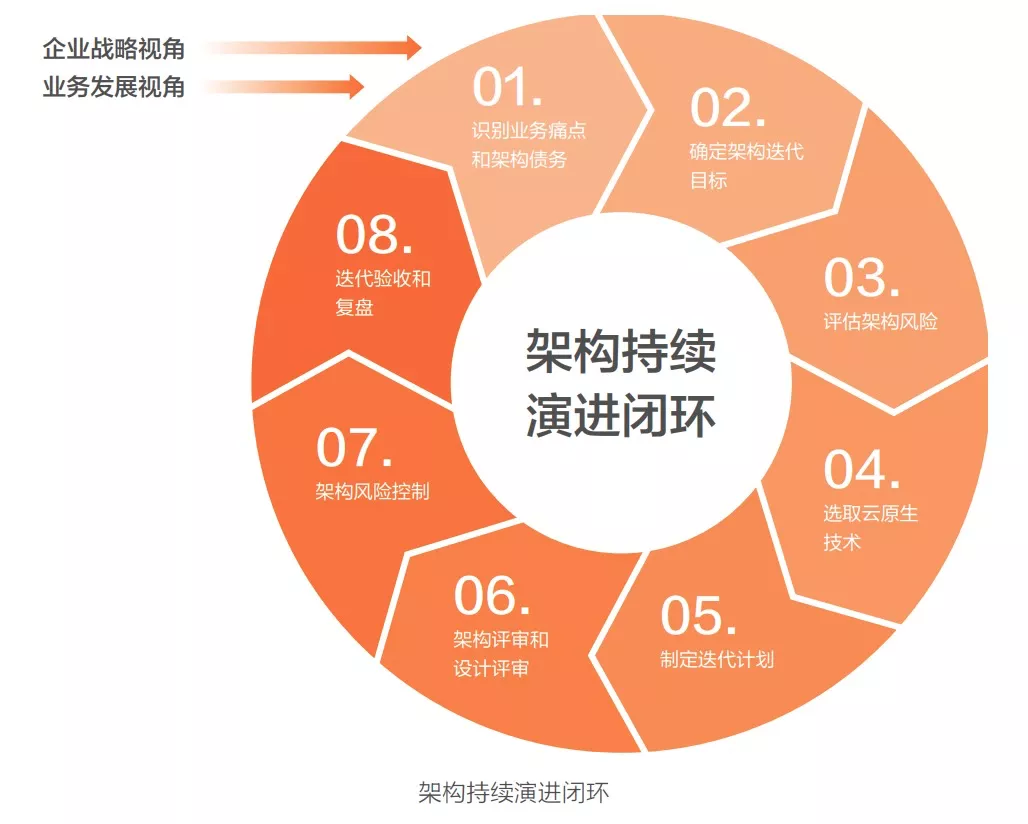 企业战略视角
业务发展视角
01.
识别业务痛点
和架构债务
02.
确定架构迭代
目标
03.
评估架构风险
04.
选取云原生
技术
05.
制定迭代计划
06.
架构评审和
设计评审
07.
架构风险控制
08.
迭代验收和
复盘
架构持续
演进闭环
架构持续演进闭环